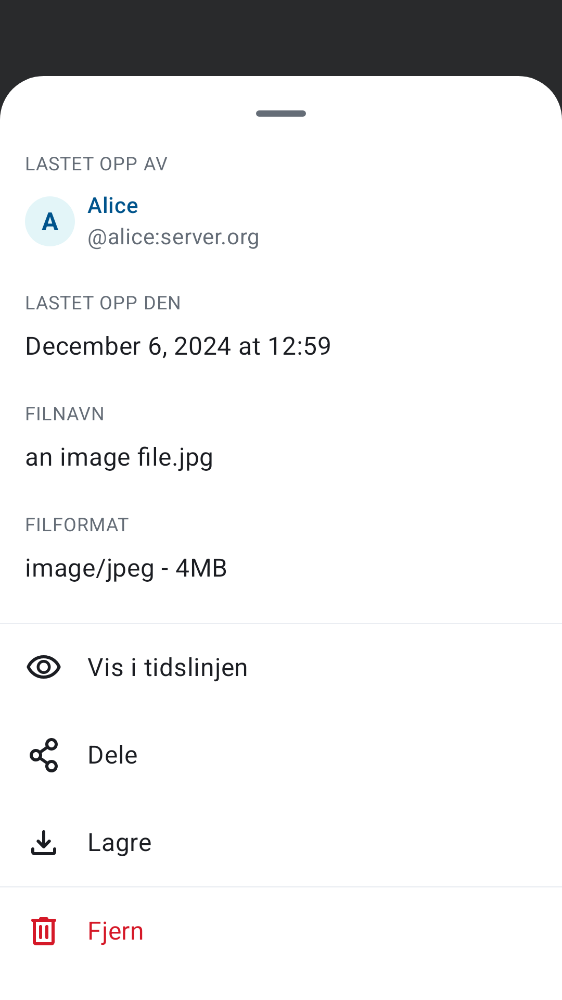 LASTET OPP AV
A
Alice
@alice:server.org
LASTET OPP DEN
December 6, 2024 at 12:59
FILNAVN
an image file.jpg
FILFORMAT
image/jpeg - 4MB
Vis i tidslinjen
Dele
Lagre
Fjern